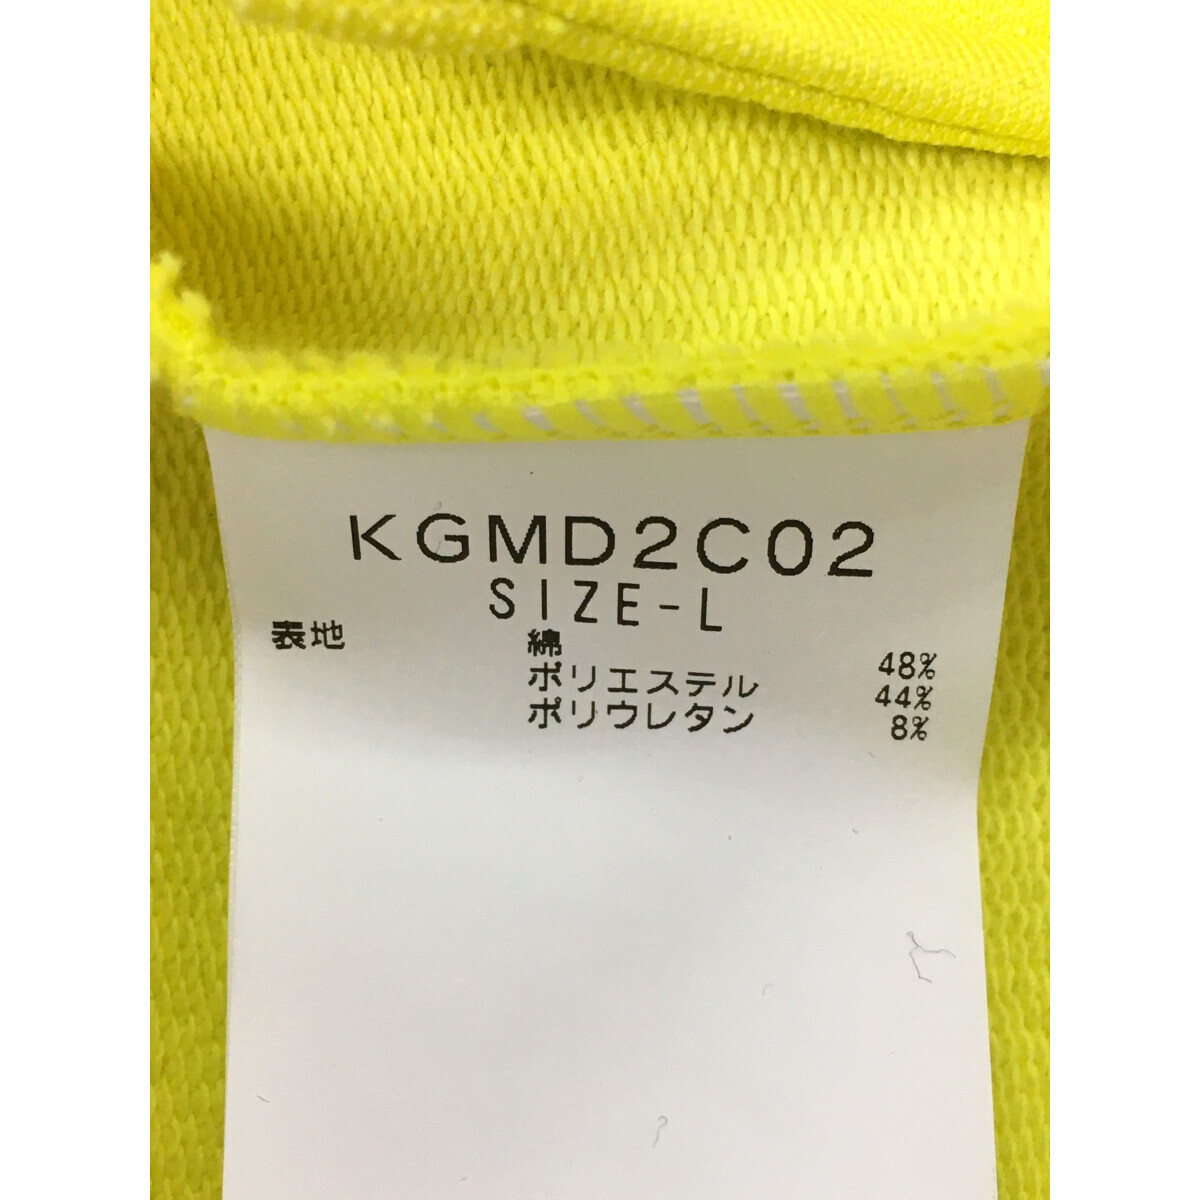 KGMD2C02
SIZE-L
表地 綿 48%
ポリエステル 44%
ポリウレタン 8%